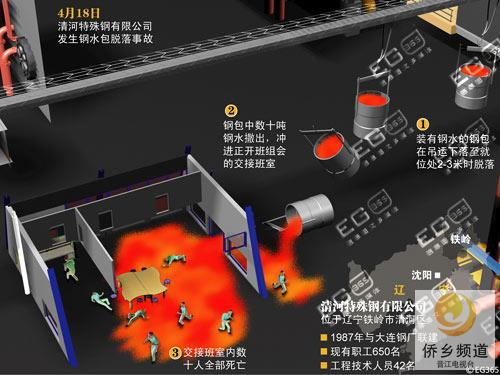 4月18日
清河特殊钢有限公司
发生钢水包脱落事故
EG365
1
装有钢水的钢包
在吊运下落至就
位处2-3米时脱落
2
钢包中数十吨
钢水撒出，冲
进正开班组会
的交接班室
3 交接班室内数
十人全部死亡
铁岭
沈阳
辽
清河特殊钢有限公司
位于辽宁铁岭市清河区
1987年与大连钢厂联建
现有职工650名
工程技术人员42名
侨乡频道
晋江电视台
©EG365